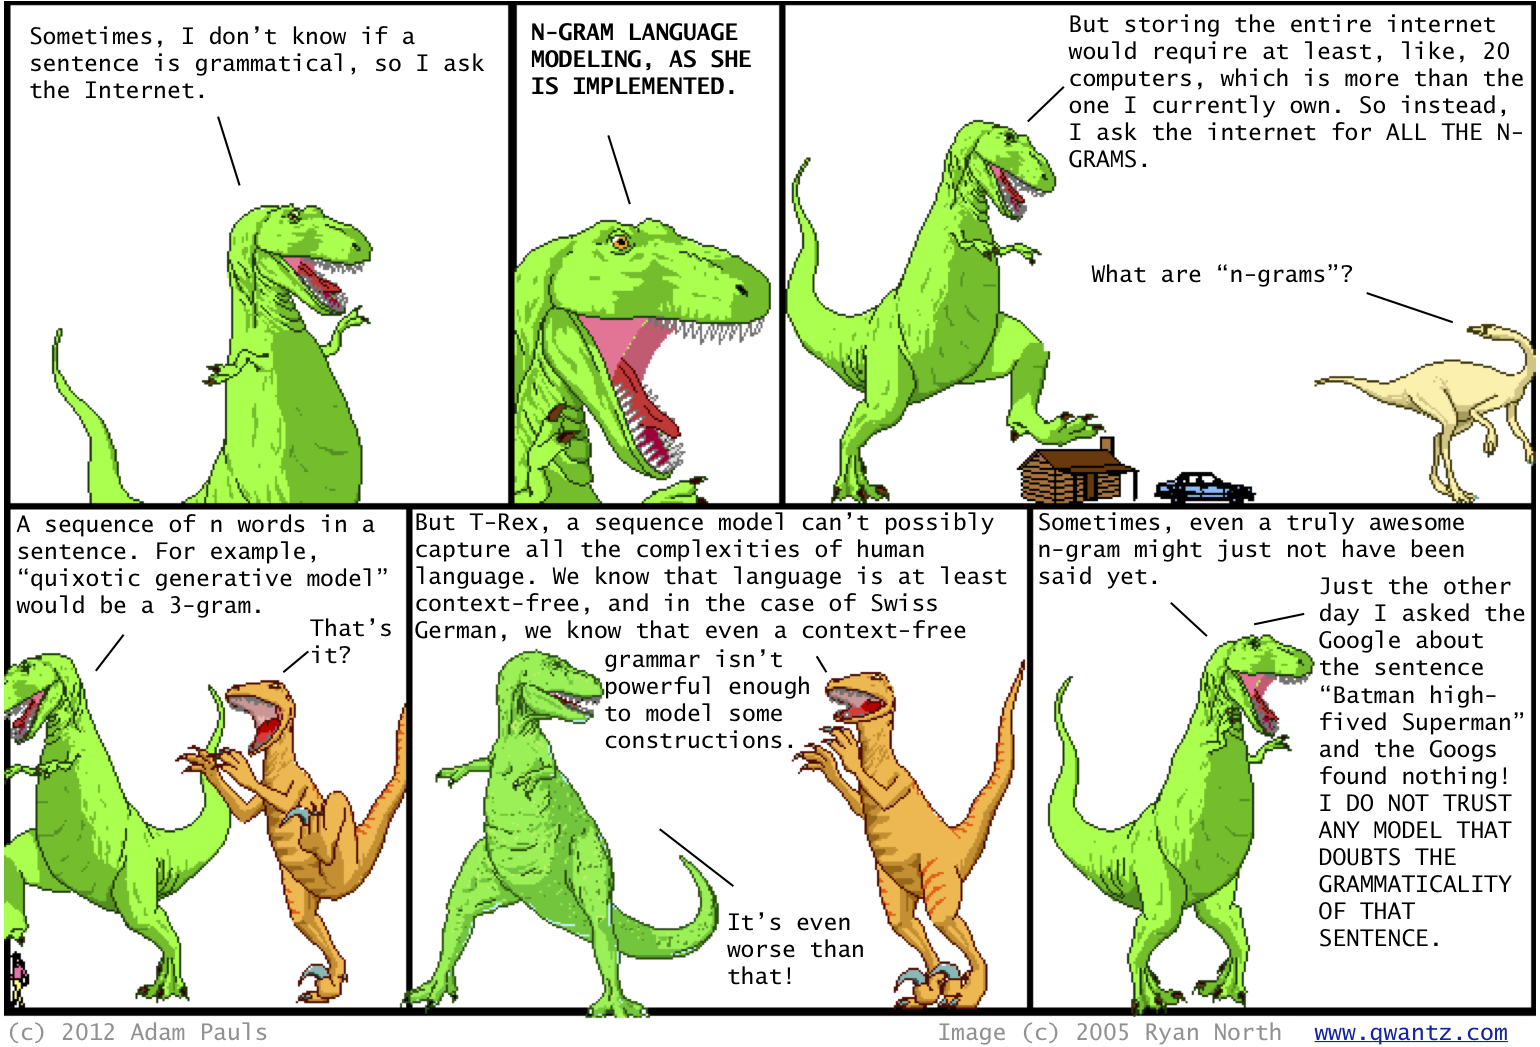 Sometimes, I don't know if a
sentence is grammatical, so I ask
the Internet.
N-GRAM LANGUAGE
MODELING, AS SHE
IS IMPLEMENTED.
But storing the entire internet
would require at least, like, 20
computers, which is more than the
one I currently own. So instead,
I ask the internet for ALL THE N-
GRAMS.
What are “n-grams”?
A sequence of n words in a
sentence. For example,
“quixotic generative model”
would be a 3-gram.
That's
it?
But T-Rex, a sequence model can't possibly
capture all the complexities of human
language. We know that language is at least
context-free, and in the case of Swiss
German, we know that even a context-free
grammar isn't
powerful enough
to model some
constructions.
It's even
worse than
that!
Sometimes, even a truly awesome
n-gram might just not have been
said yet.
Just the other
day I asked the
Google about
the sentence
“Batman high-
fived Superman”
and the Googs
found nothing!
I DO NOT TRUST
ANY MODEL THAT
DOUBTS THE
GRAMMATICALITY
OF THAT
SENTENCE.
(c) 2012 Adam Pauls
Image (c) 2005 Ryan North
www.qwantz.com